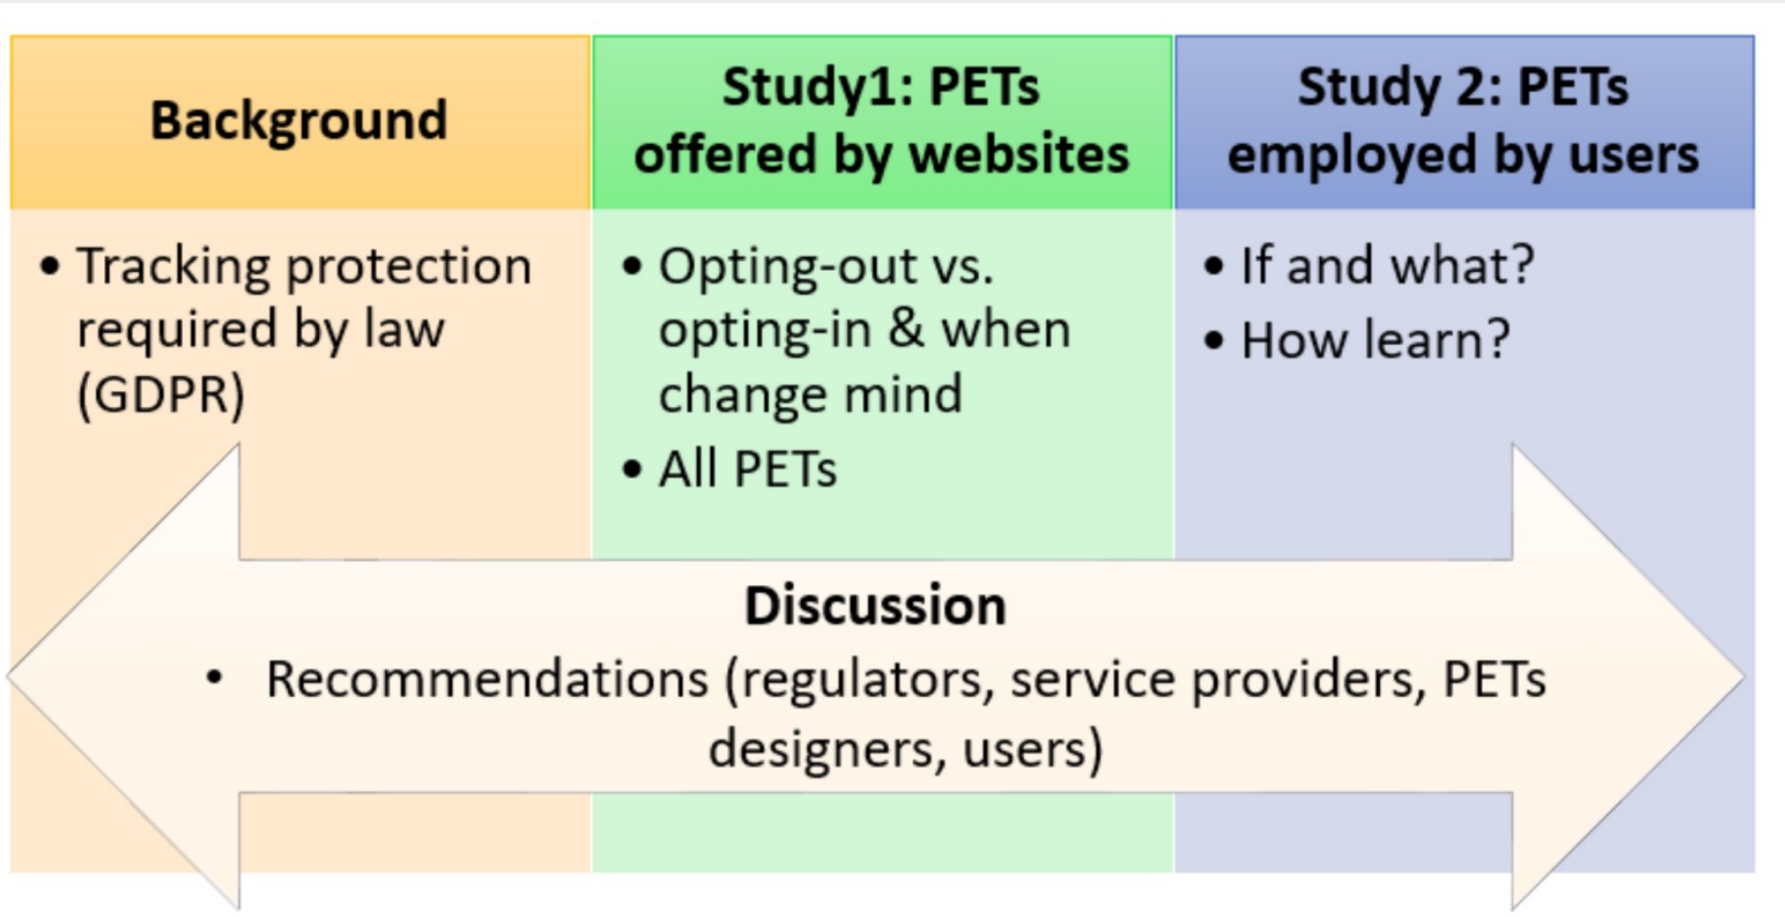 Background
• Tracking protection
required by law
(GDPR)
Study1: PETs
offered by websites
• Opting-out vs.
opting-in & when
change mind
• All PETs
Study 2: PETs
employed by users
• If and what?
• How learn?
Discussion
• Recommendations (regulators, service providers, PETs
designers, users)